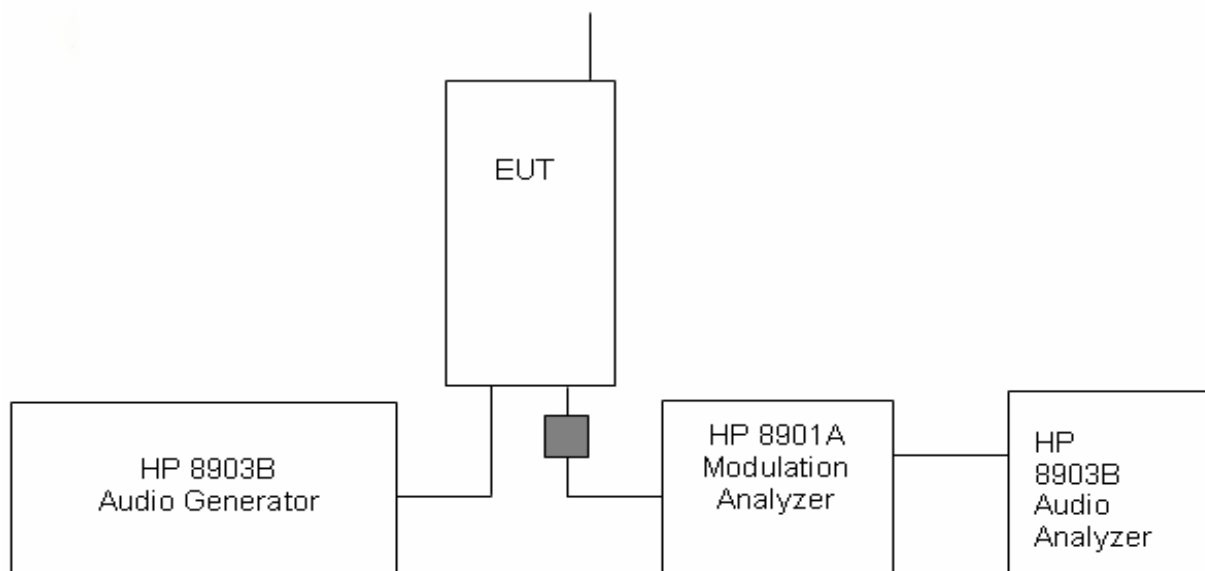 EUT
HP 8903B
Audio Generator
HP 8901A
Modulation
Analyzer
HP
8903B
Audio
Analyzer